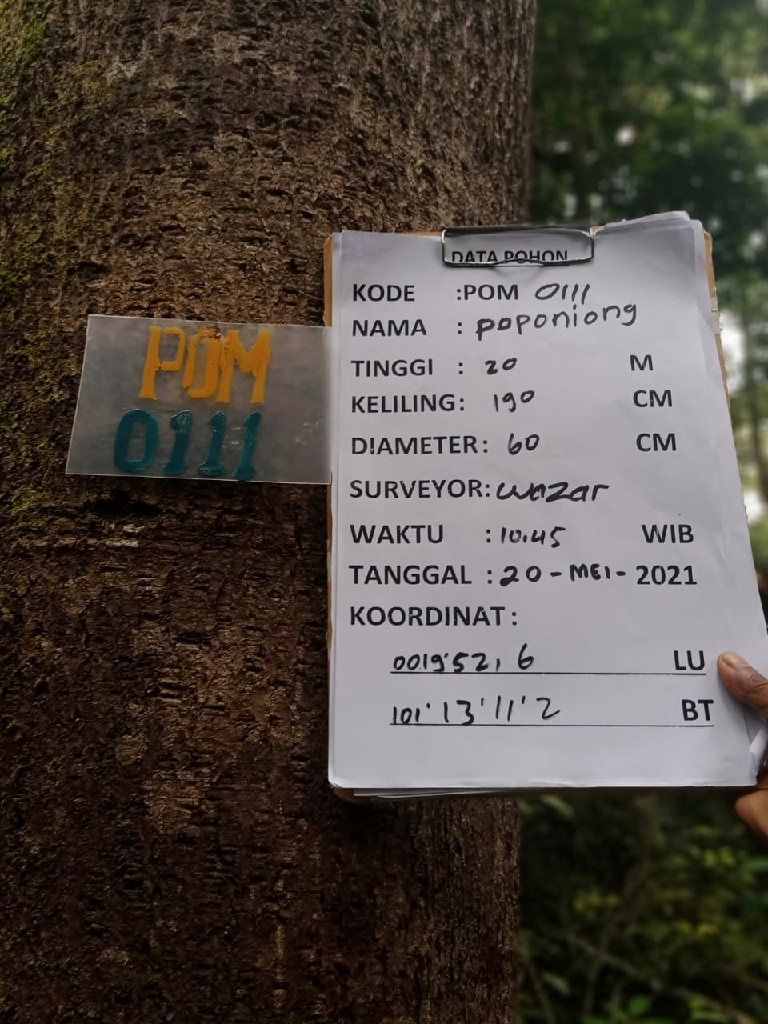 POM
0111
DATA POHON
KODE :POM 0111
NAMA : poponiong
TINGGI : 20 M
KELILING: 190 CM
DIAMETER: 60 CM
SURVEYOR: wazar
WAKTU : 10.45 WIB
TANGGAL : 20 - MEI - 2021
KOORDINAT :
0019'52, 6 LU
101'13'11'2 BT